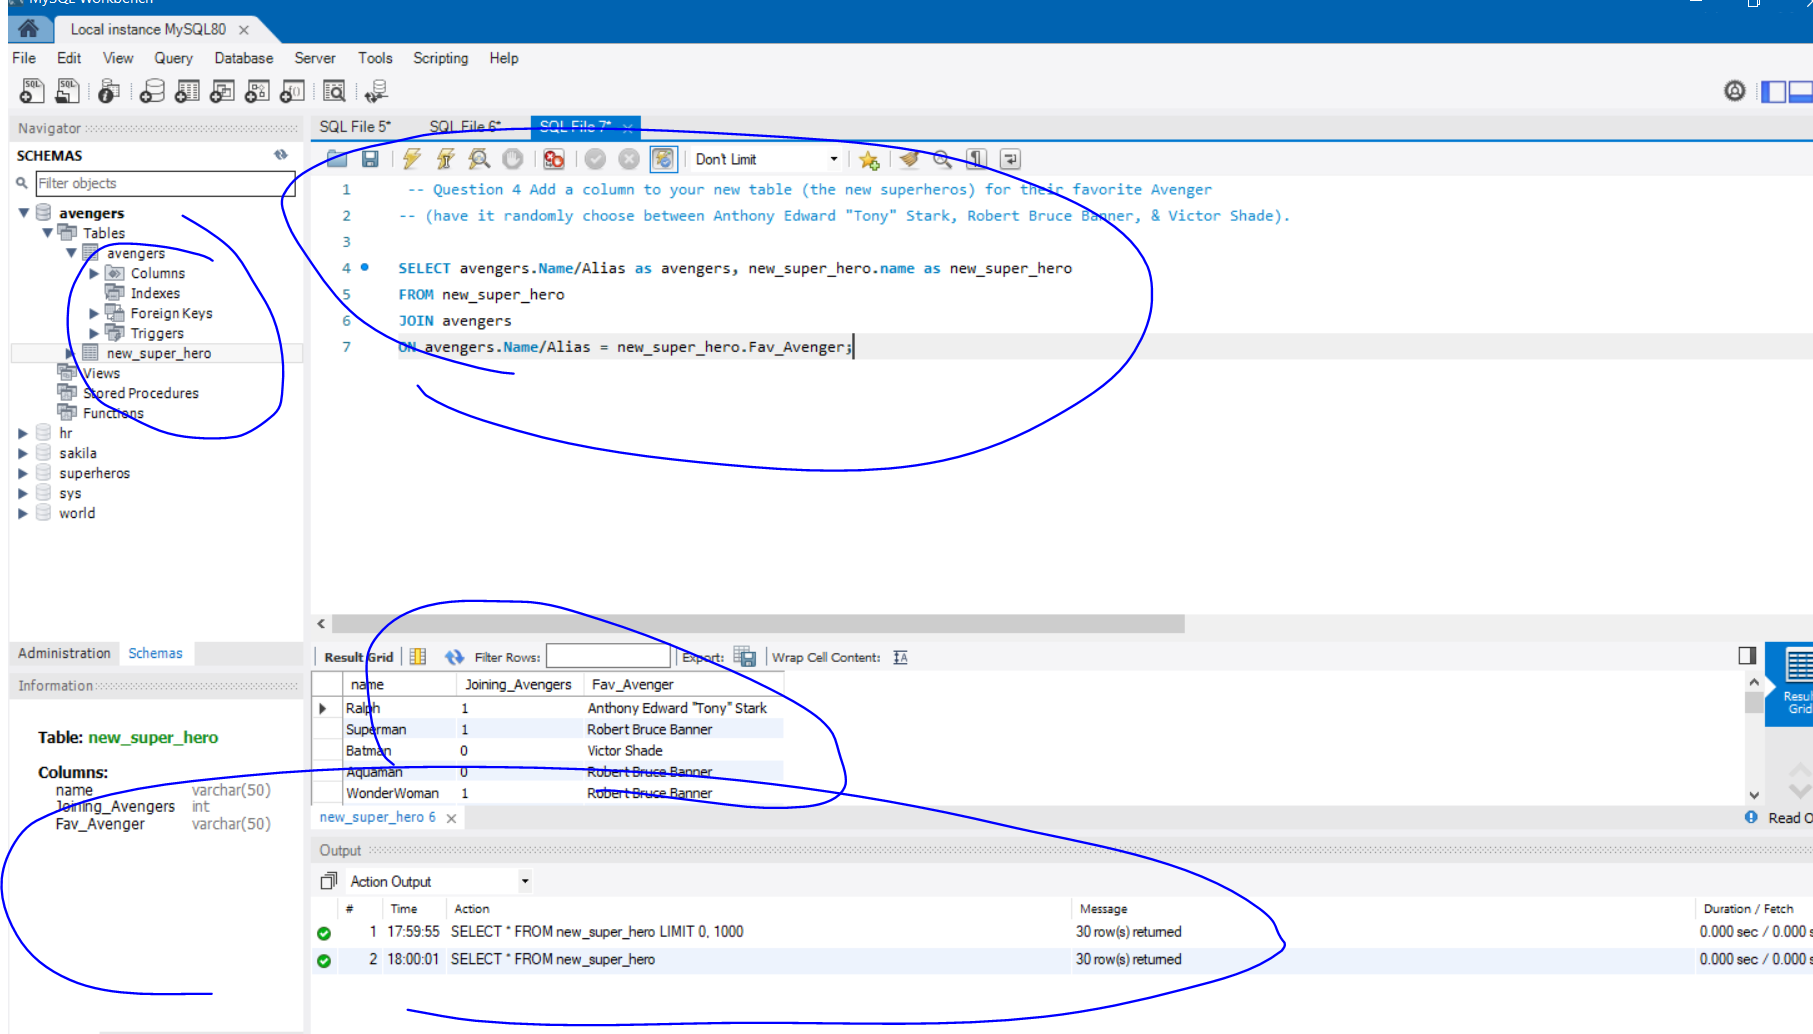 MySQL Workbench
Local instance MySQL80
File Edit View Query Database Server Tools Scripting Help
Navigator
SCHEMAS
Filter objects
avengers
Tables
avengers
Columns
Indexes
Foreign Keys
Triggers
new_super_hero
Views
Stored Procedures
Functions
hr
sakila
superheros
sys
world
Administration Schemas
Information
Table: new_super_hero
Columns:
name varchar(50)
Joining_Avengers int
Fav_Avenger varchar(50)
SQL File 5* SQL File 6* SQL File 7*
Don't Limit
1 -- Question 4 Add a column to your new table (the new superheros) for their favorite Avenger
2 -- (have it randomly choose between Anthony Edward "Tony" Stark, Robert Bruce Banner, & Victor Shade).
3
4 SELECT avengers.Name/Alias as avengers, new_super_hero.name as new_super_hero
5 FROM new_super_hero
6 JOIN avengers
7 ON avengers.Name/Alias = new_super_hero.Fav_Avenger;
Result Grid Filter Rows: Export: Wrap Cell Content:
name Joining_Avengers Fav_Avenger
Ralph 1 Anthony Edward "Tony" Stark
Superman 1 Robert Bruce Banner
Batman 0 Victor Shade
Aquaman 0 Robert Bruce Banner
WonderWoman 1 Robert Bruce Banner
Resul
Grid
new_super_hero 6
Read O
Output
Action Output
# Time Action Message Duration / Fetch
1 17:59:55 SELECT * FROM new_super_hero LIMIT 0, 1000 30 row(s) returned 0.000 sec / 0.000 s
2 18:00:01 SELECT * FROM new_super_hero 30 row(s) returned 0.000 sec / 0.000 s